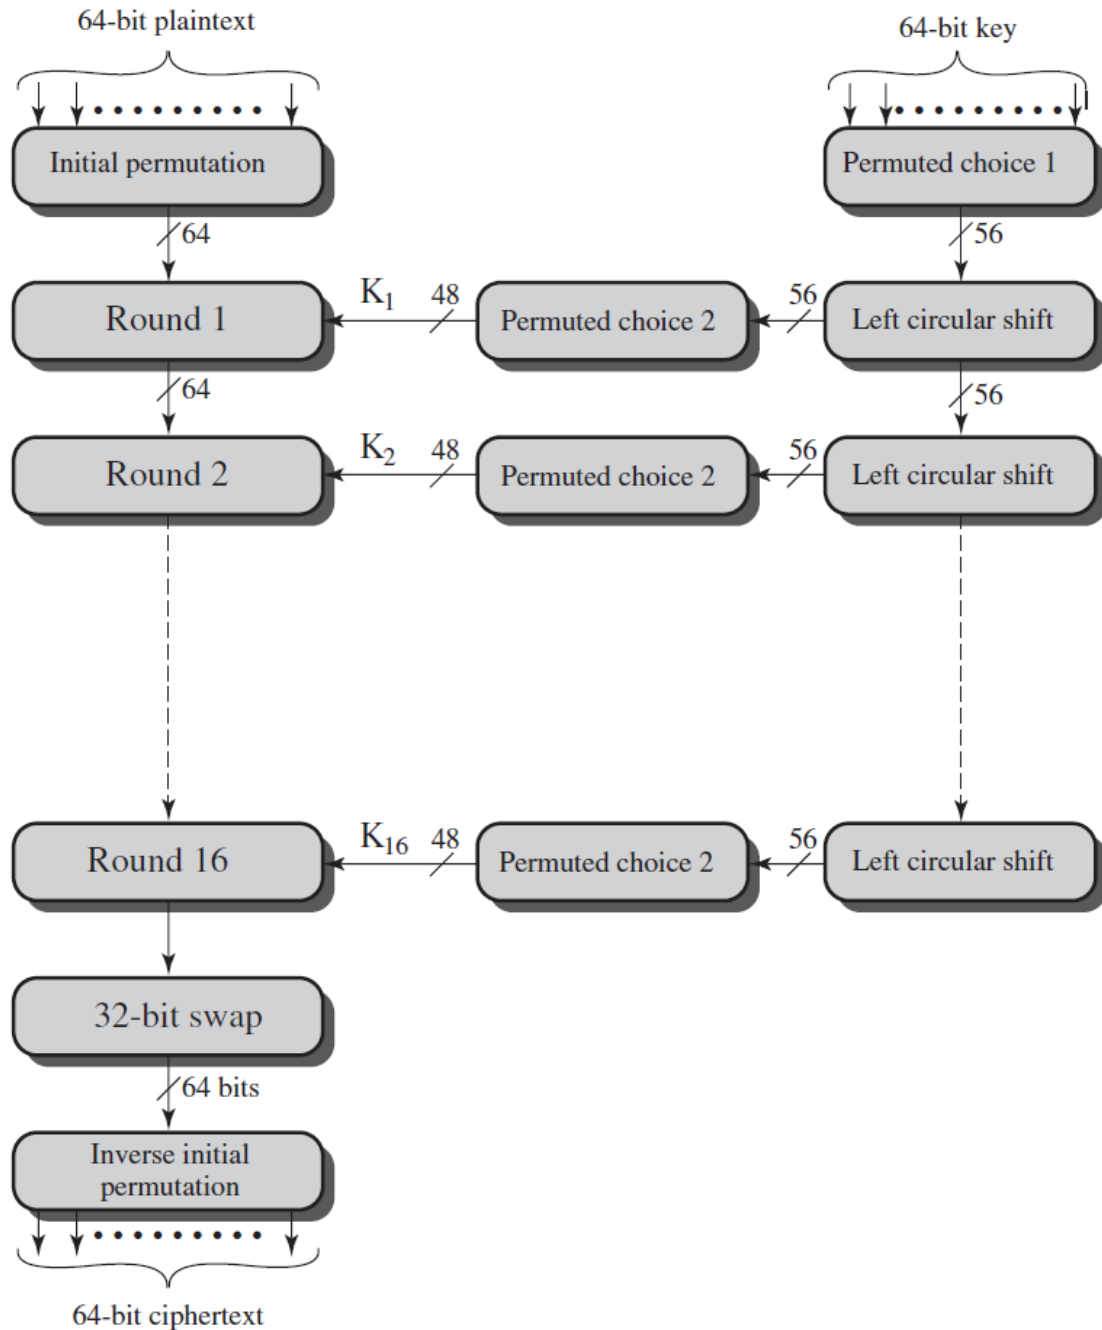 64-bit plaintext
64-bit key
Initial permutation
Permuted choice 1
64
56
Round 1
K1
48
Permuted choice 2
56
Left circular shift
64
56
Round 2
K2
48
Permuted choice 2
56
Left circular shift
Round 16
K16
48
Permuted choice 2
56
Left circular shift
32-bit swap
64 bits
Inverse initial
permutation
64-bit ciphertext